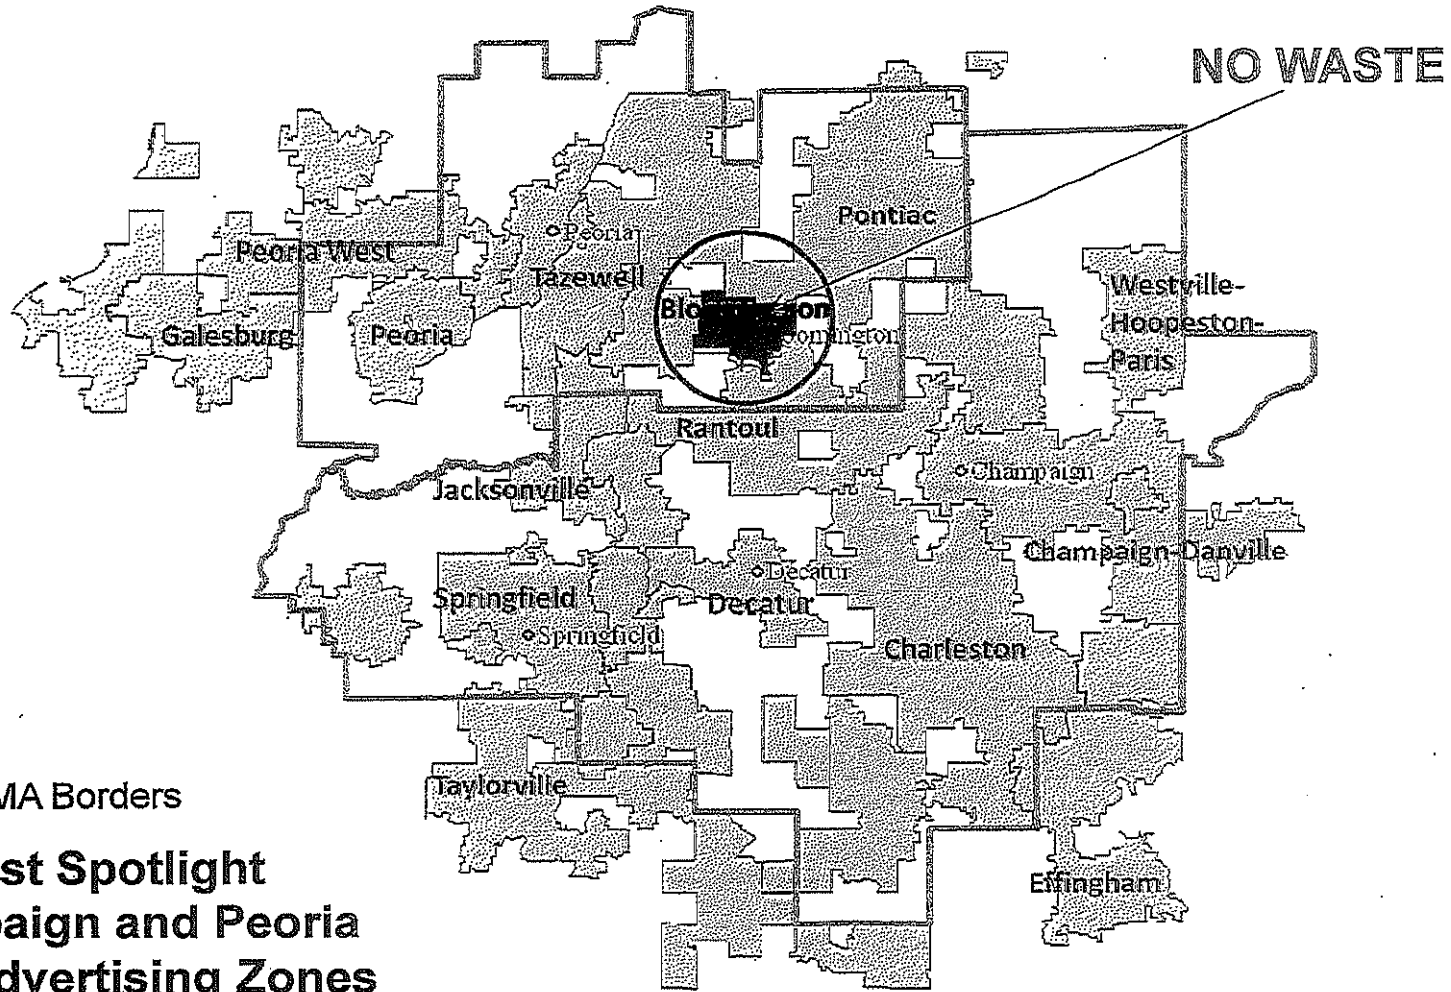 NO WASTE
Pontiac
Peoria
Peoria West
Tazewell
Westville-
Hoopeston-
Paris
Galesburg
Peoria
Rantoul
Champaign
Jacksonville
Champaign-Danville
Decatur
Springfield
Decatur
Springfield
Charleston
Taylorville
MA Borders
Effingham
st Spotlight
paign and Peoria
dvertising Zones